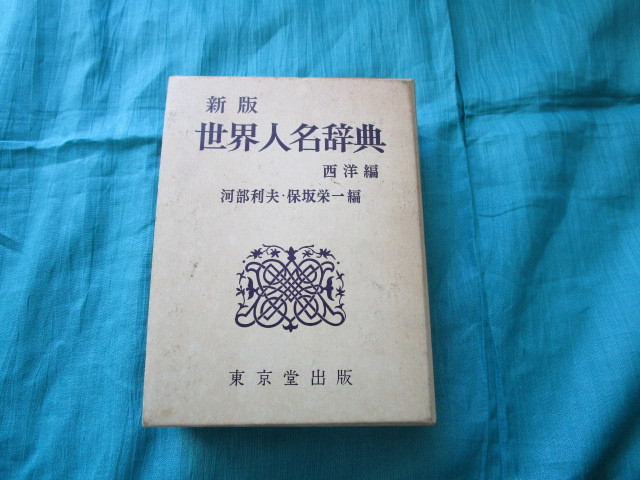 新版
世界人名辞典
西洋編
河部利夫・保坂栄一編
東京堂出版